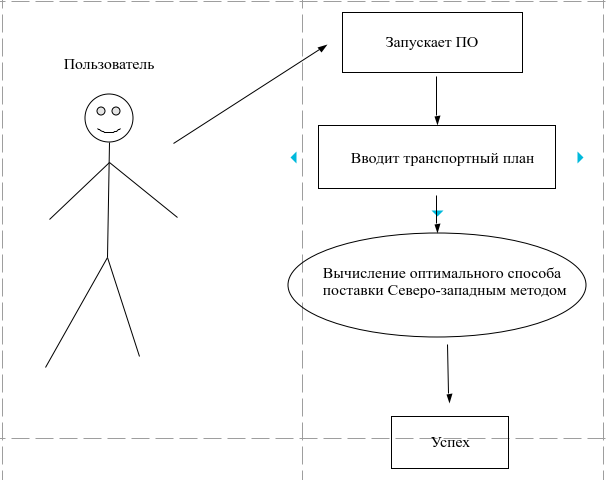 Запускает ПО
Пользователь
Вводит транспортный план
Вычисление оптимального способа
поставки Северо-западным методом
Успех